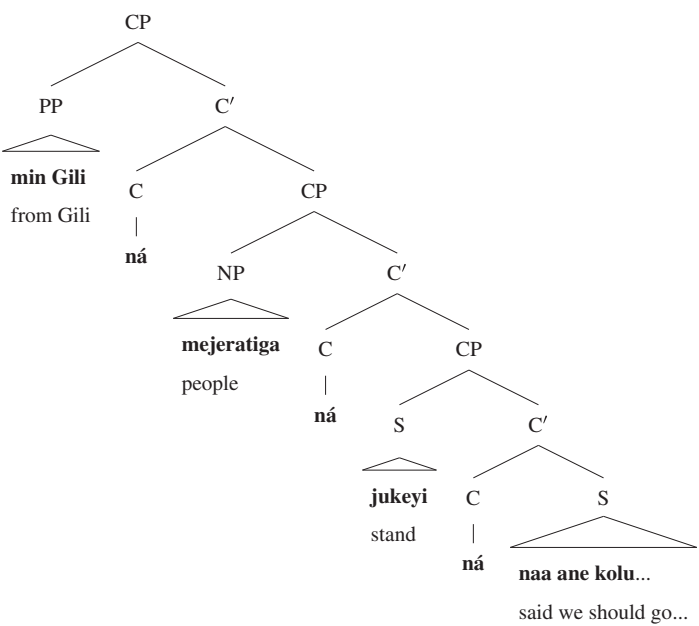 CP
PP C′
min Gili
from Gili
C CP
ná
NP C′
mejeratiga
people
C CP
ná
S C′
jukeyi
stand
C S
ná
naa ane kolu...
said we should go...